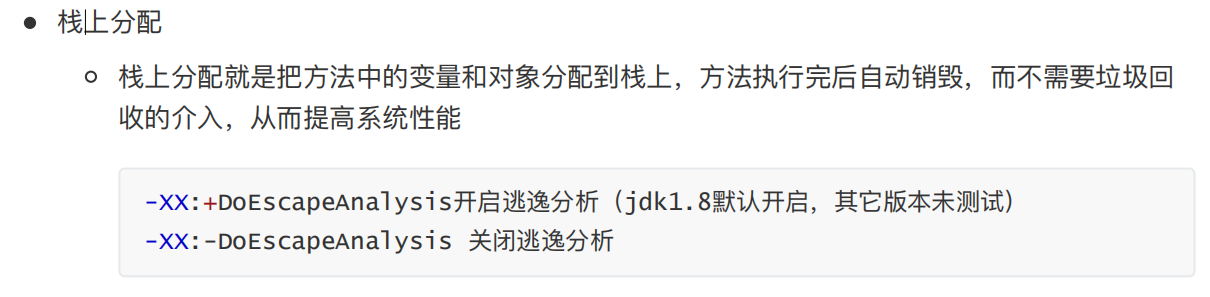 栈上分配
栈上分配就是把方法中的变量和对象分配到栈上，方法执行完后自动销毁，而不需要垃圾回
收的介入，从而提高系统性能
-XX:+DoEscapeAnalysis开启逃逸分析（jdk1.8默认开启，其它版本未测试）
-XX:-DoEscapeAnalysis 关闭逃逸分析